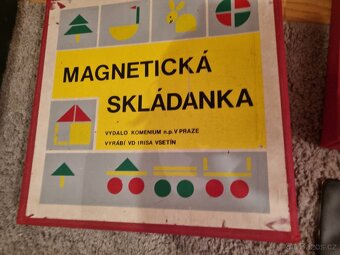 MAGNETICKÁ
SKLÁDANKA
VYDALO KOMENIUM n.p. V PRAZE
VYRÁBÍ VD IRISA VSETÍN